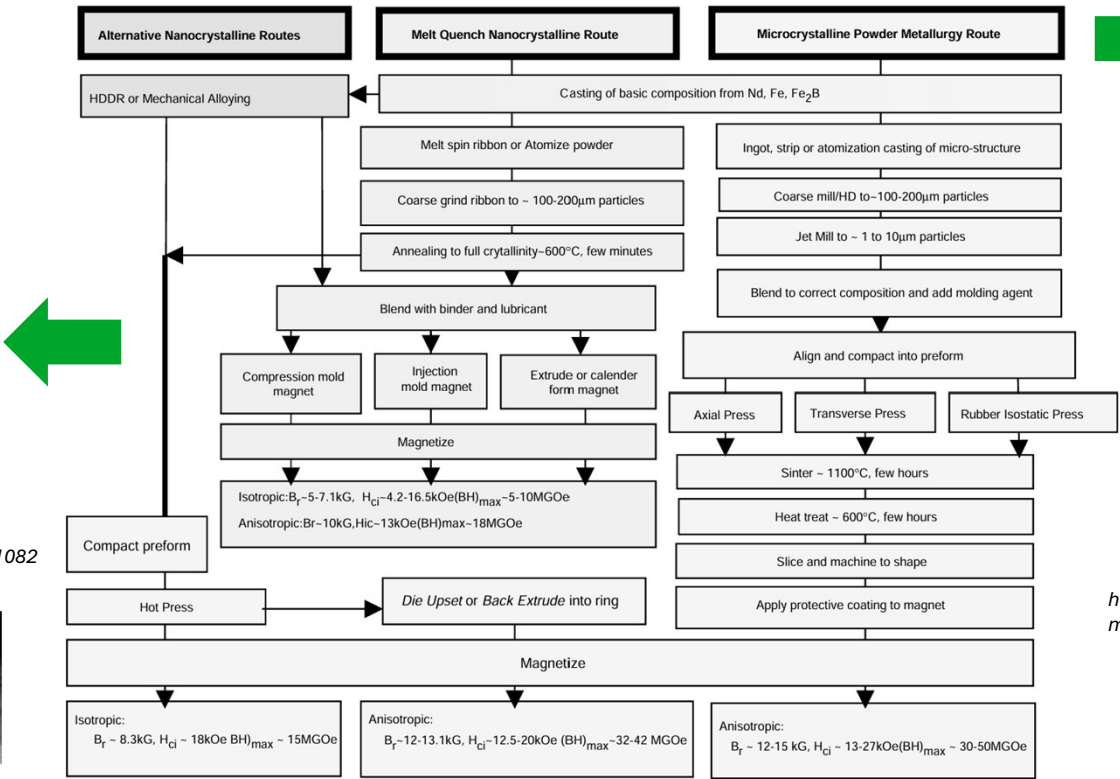 Alternative Nanocrystalline Routes
Melt Quench Nanocrystalline Route
Microcrystalline Powder Metallurgy Route
HDDR or Mechanical Alloying
Casting of basic composition from Nd, Fe, Fe2B
Melt spin ribbon or Atomize powder
Ingot, strip or atomization casting of micro-structure
Coarse grind ribbon to ~ 100-200μm particles
Coarse mill/HD to~100-200μm particles
Jet Mill to ~ 1 to 10μm particles
Annealing to full crytallinity~600°C, few minutes
Blend to correct composition and add molding agent
Blend with binder and lubricant
Align and compact into preform
Compression mold
magnet
Injection
mold magnet
Extrude or calender
form magnet
Axial Press
Transverse Press
Rubber Isostatic Press
Magnetize
Sinter ~ 1100°C, few hours
Isotropic:Br~5-7.1kG, Hci~4.2-16.5kOe(BH)max~5-10MGOe
Anisotropic:Br~10kG,Hic~13kOe(BH)max~18MGOe
Heat treat ~ 600°C, few hours
Compact preform
1082
Slice and machine to shape
Hot Press
Die Upset or Back Extrude into ring
Apply protective coating to magnet
Magnetize
Isotropic:
Br ~ 8.3kG, Hci ~ 18kOe BH)max ~ 15MGOe
Anisotropic:
Br~12-13.1kG, Hci~12.5-20kOe (BH)max~32-42 MGOe
Anisotropic:
Br ~ 12-15 kG, Hci ~ 13-27kOe(BH)max ~ 30-50MGOe